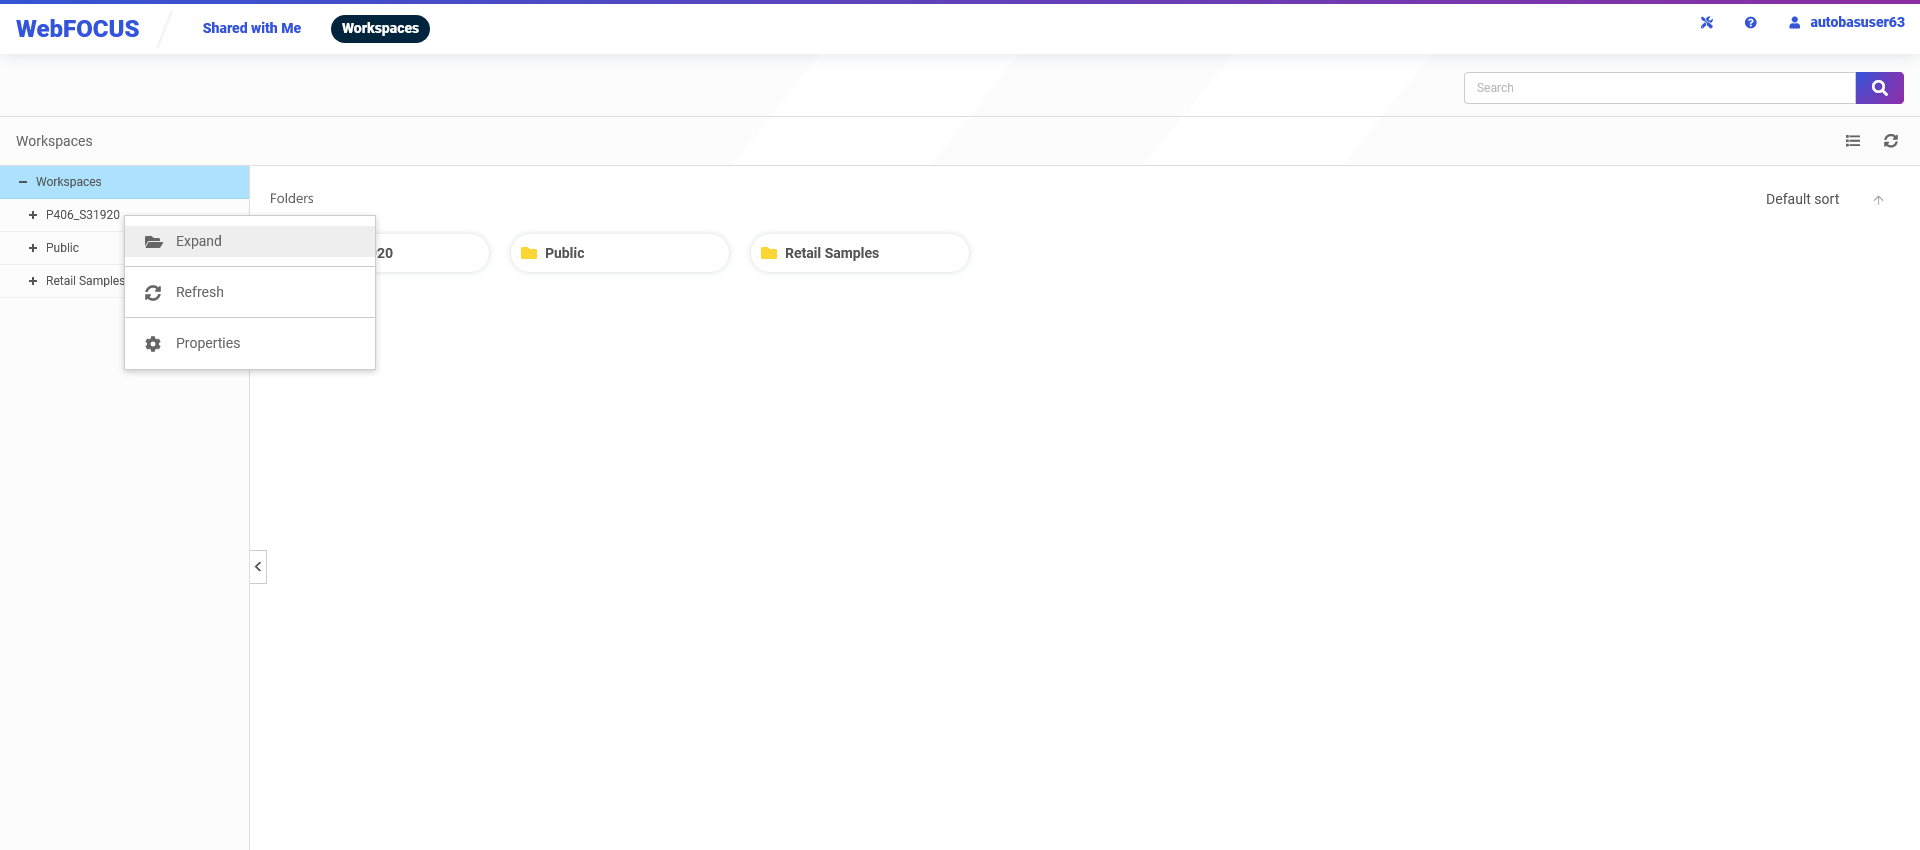 WebFOCUS
Shared with Me
Workspaces
autobasuser63
Search
Workspaces
Workspaces
P406_S31920
Public
Retail Samples
Expand
Refresh
Properties
Folders
Default sort
20
Public
Retail Samples